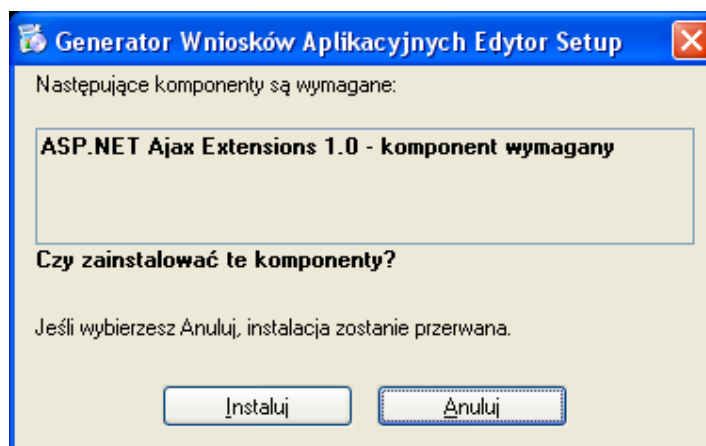 Generator Wniosków Aplikacyjnych Edytor Setup
Następujące komponenty są wymagane:
ASP.NET Ajax Extensions 1.0 - komponent wymagany
Czy zainstalować te komponenty?
Jeśli wybierzesz Anuluj, instalacja zostanie przerwana.
Instaluj
Anuluj